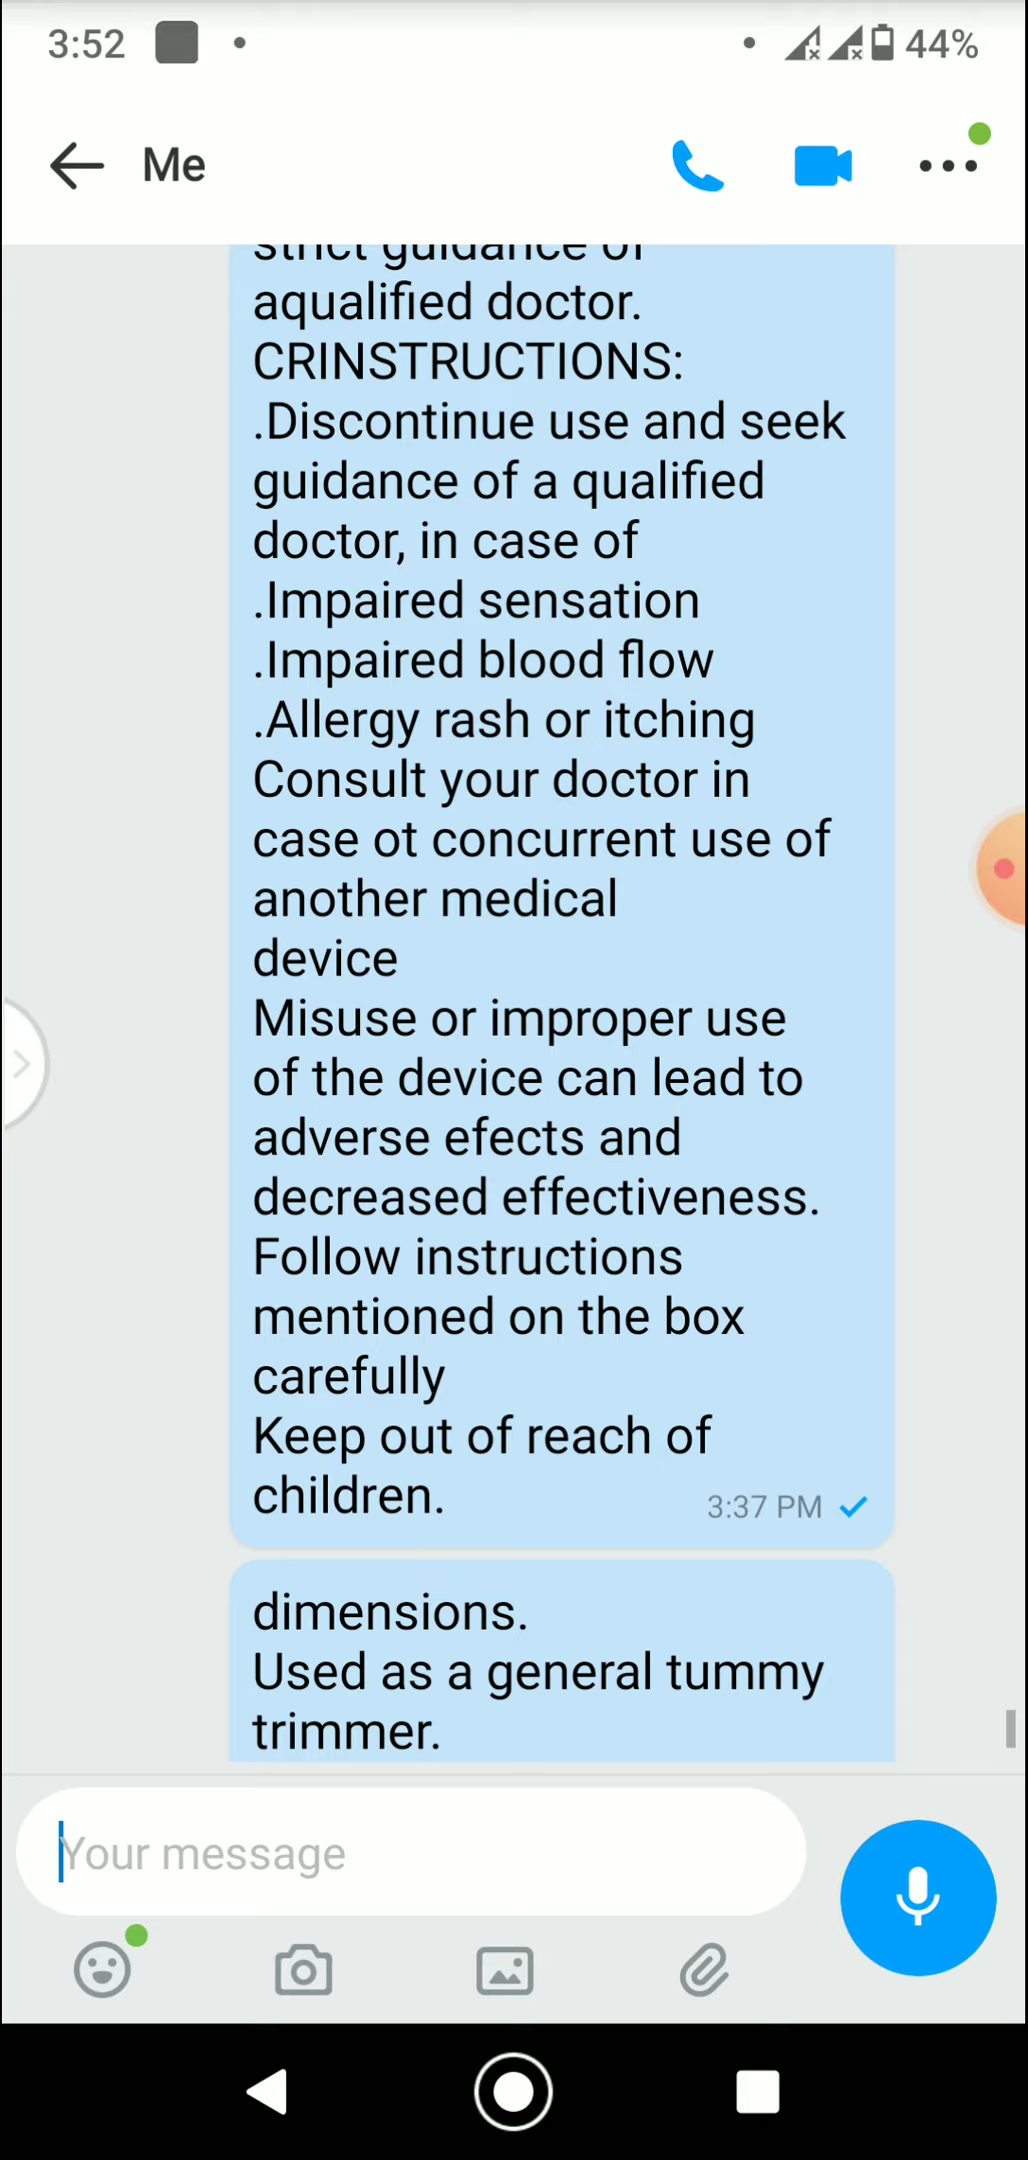 3:52
44%
Me
strict guidance of
aqualified doctor.
CRINSTRUCTIONS:
.Discontinue use and seek
guidance of a qualified
doctor, in case of
.Impaired sensation
.Impaired blood flow
.Allergy rash or itching
Consult your doctor in
case ot concurrent use of
another medical
device
Misuse or improper use
of the device can lead to
adverse efects and
decreased effectiveness.
Follow instructions
mentioned on the box
carefully
Keep out of reach of
children.
3:37 PM
dimensions.
Used as a general tummy
trimmer.
Your message